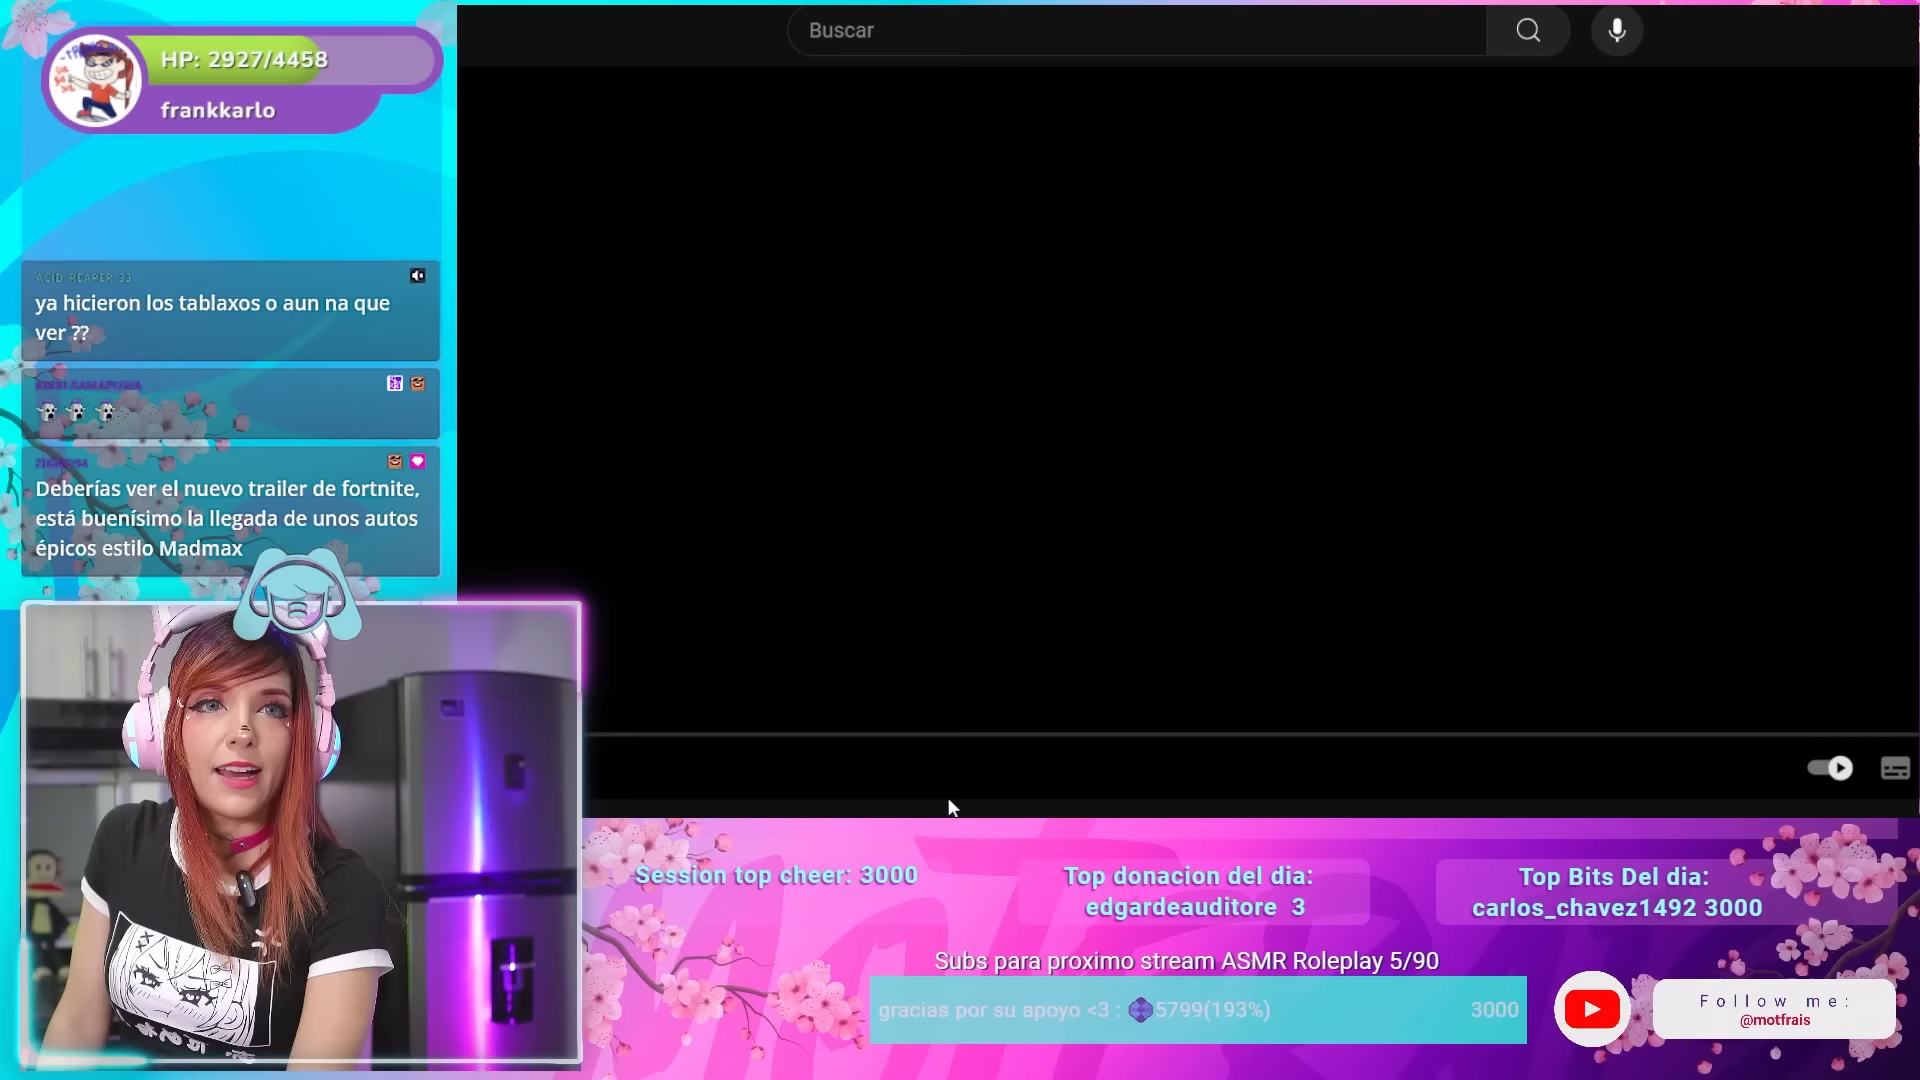 HP: 2927/4458
frankkarlo
Buscar
ACID REAPER 33
ya hicieron los tablaxos o aun na que
ver ??
Deberías ver el nuevo trailer de fortnite,
está buenísimo la llegada de unos autos
épicos estilo Madmax
Session top cheer: 3000
Top donacion del dia:
edgardeauditore 3
Top Bits Del dia:
carlos_chavez1492 3000
Subs para proximo stream ASMR Roleplay 5/90
gracias por su apoyo <3 : 5799(193%)
3000
Follow me:
@motfrais